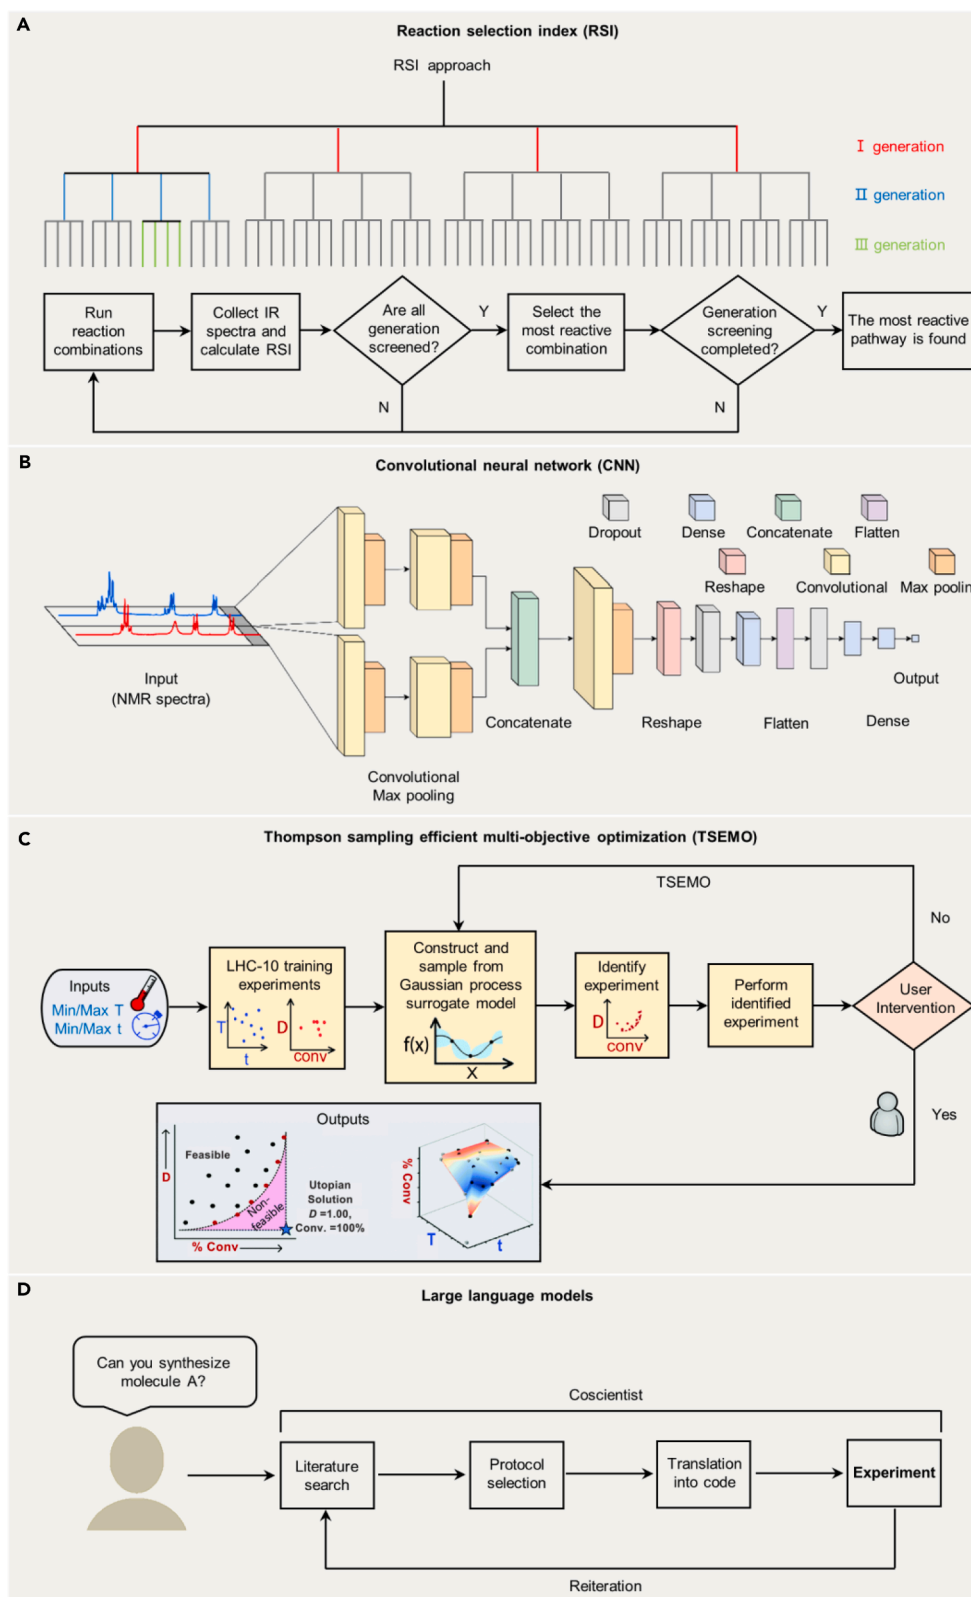 A
Reaction selection index (RSI)
RSI approach
I generation
II generation
III generation
Run
reaction
combinations
Collect IR
spectra and
calculate RSI
Are all
generation
screened?
Y
Select the
most reactive
combination
Generation
screening
completed?
Y
The most reactive
pathway is found
N
N
B
Convolutional neural network (CNN)
Dropout
Dense
Concatenate
Flatten
Reshape
Convolutional
Max poolin
Input
(NMR spectra)
Output
Concatenate
Reshape
Flatten
Dense
Convolutional
Max pooling
C
Thompson sampling efficient multi-objective optimization (TSEMO)
TSEMO
No
Inputs
Min/Max T
Min/Max t
LHC-10 training
experiments
T
t
D
conv
Construct and
sample from
Gaussian process
surrogate model
f(x)
X
Identify
experiment
D
conv
Perform
identified
experiment
User
Intervention
Yes
Outputs
D
Feasible
Non-
feasible
% Conv
Utopian
Solution
D =1.00,
Conv. =100%
% Conv
T
t
D
Large language models
Can you synthesize
molecule A?
Coscientist
Literature
search
Protocol
selection
Translation
into code
Experiment
Reiteration